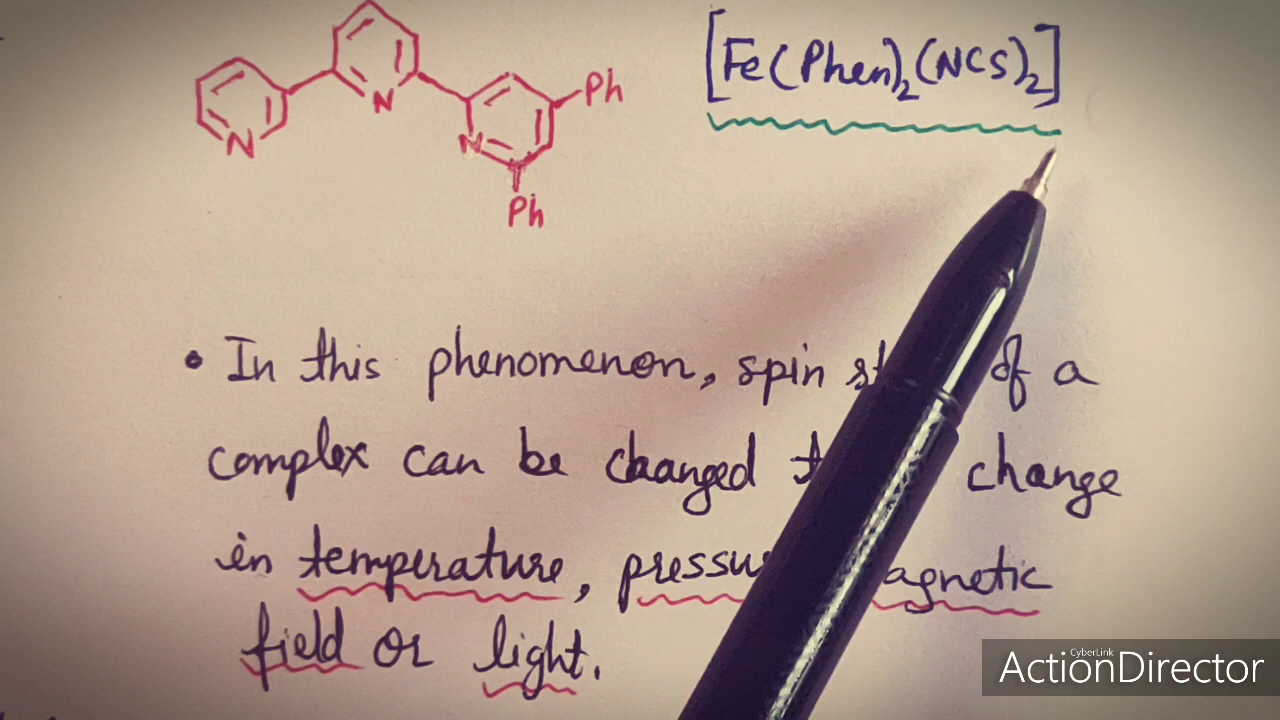 [Fe(Phen)₂(NCS)₂]
Ph
N
N
N
Ph
• In this phenomenon, spin of a
complex can be changed change
in temperature, pressu agnetic
field or light.
CyberLink
ActionDirector